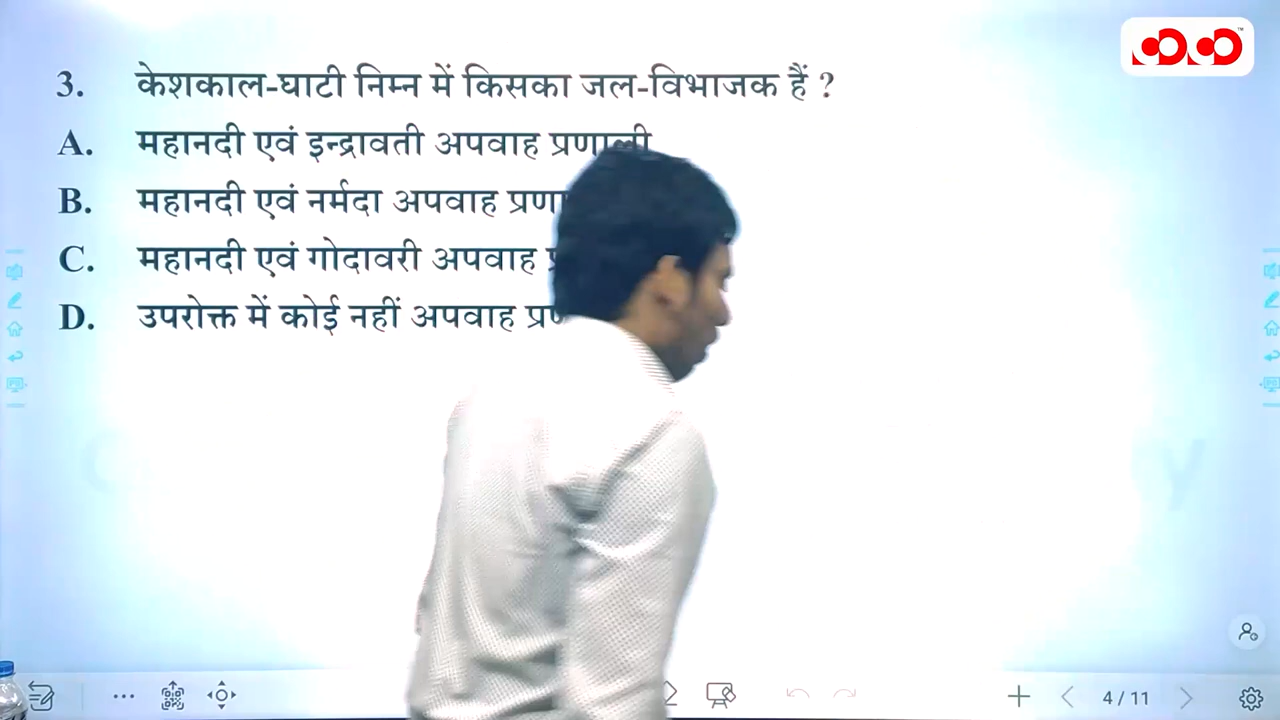 3. केशकाल-घाटी निम्न में किसका जल-विभाजक हैं ?
A. महानदी एवं इन्द्रावती अपवाह प्रणाली
B. महानदी एवं नर्मदा अपवाह
C. महानदी एवं गोदावरी अपवाह
D. उपरोक्त में कोई नहीं अपवाह
4 / 11